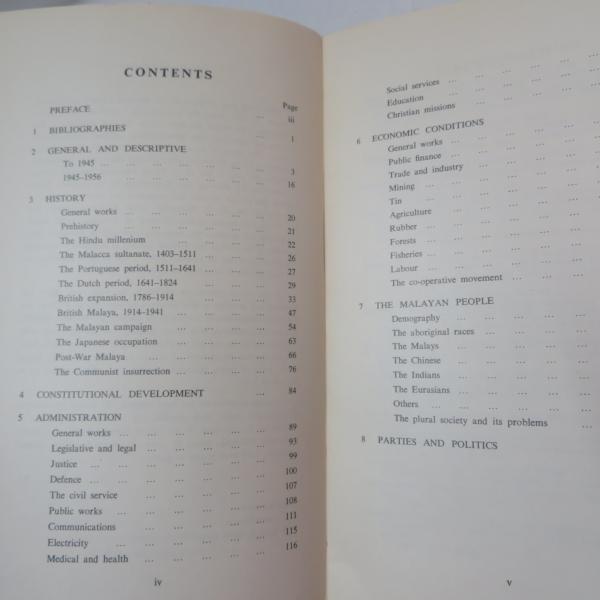 CONTENTS
Page
PREFACE ... iii
1 BIBLIOGRAPHIES ... 1
2 GENERAL AND DESCRIPTIVE
To 1945 ... ... ... ... ... ... 3
1945–1956 ... ... ... ... ... 16
3 HISTORY
General works ... ... ... ... ... 20
Prehistory ... ... ... ... ... 21
The Hindu millenium ... ... ... ... 22
The Malacca sultanate, 1403–1511 ... ... ... 26
The Portuguese period, 1511–1641 ... ... ... 27
The Dutch period, 1641–1824 ... ... ... 29
British expansion, 1786–1914 ... ... ... 33
British Malaya, 1914–1941 ... ... ... ... 47
The Malayan campaign ... ... ... ... 54
The Japanese occupation ... ... ... ... 63
Post-War Malaya ... ... ... ... ... 66
The Communist insurrection ... ... ... ... 76
4 CONSTITUTIONAL DEVELOPMENT ... 84
5 ADMINISTRATION
General works ... ... ... ... ... ... 89
Legislative and legal ... ... ... ... ... 93
Justice ... ... ... ... ... ... 99
Defence ... ... ... ... ... ... 100
The civil service ... ... ... ... ... 107
Public works ... ... ... ... ... ... 108
Communications ... ... ... ... ... 111
Electricity ... ... ... ... ... ... 115
Medical and health ... ... ... ... ... 116
iv
Social services ... ... ... ... ...
Education ... ... ... ... ...
Christian missions ... ... ... ...
6 ECONOMIC CONDITIONS
General works ... ... ... ... ...
Public finance ... ... ... ... ...
Trade and industry ... ... ... ...
Mining ... ... ... ... ... ...
Tin ... ... ... ... ...
Agriculture ... ... ... ... ...
Rubber ... ... ... ... ... ...
Forests ... ... ... ... ...
Fisheries ... ... ... ... ... ...
Labour ... ... ... ... ...
The co-operative movement ... ... ...
7 THE MALAYAN PEOPLE
Demography ... ... ... ... ...
The aboriginal races ... ... ... ...
The Malays ... ... ... ... ...
The Chinese ... ... ... ... ...
The Indians ... ... ... ... ...
The Eurasians ... ... ... ... ...
Others ... ... ... ... ... ...
The plural society and its problems ...
8 PARTIES AND POLITICS
v